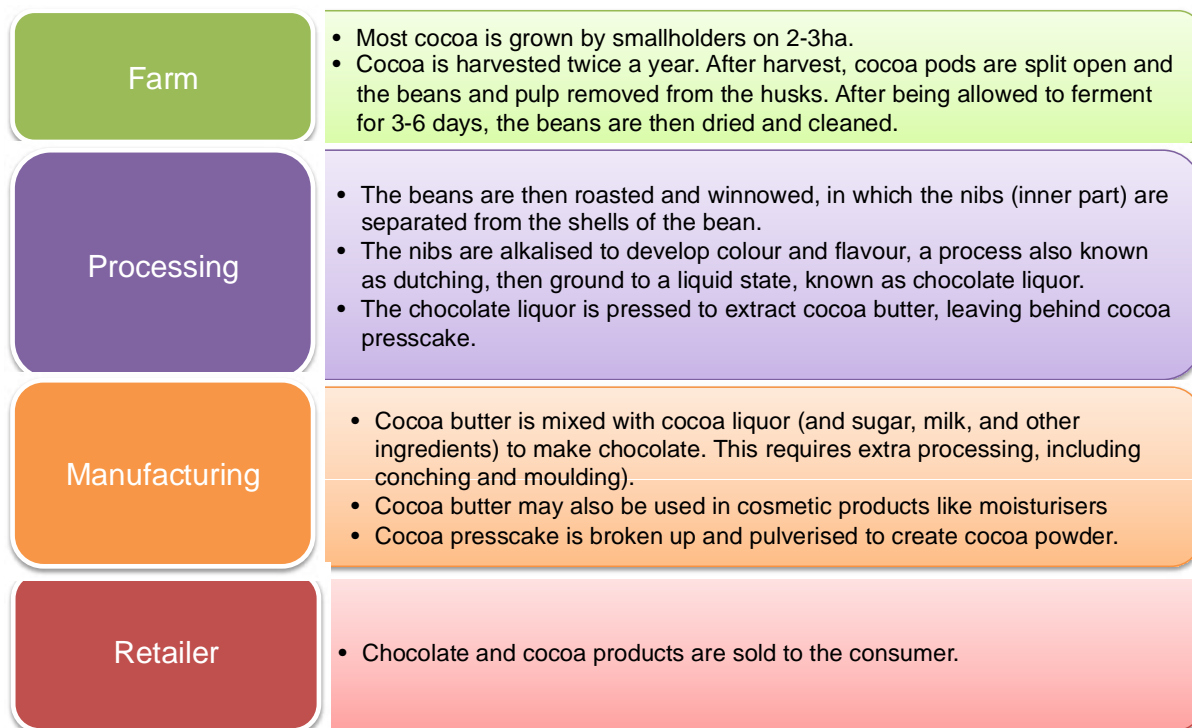 Farm
• Most cocoa is grown by smallholders on 2-3ha.
• Cocoa is harvested twice a year. After harvest, cocoa pods are split open and
the beans and pulp removed from the husks. After being allowed to ferment
for 3-6 days, the beans are then dried and cleaned.
Processing
• The beans are then roasted and winnowed, in which the nibs (inner part) are
separated from the shells of the bean.
• The nibs are alkalised to develop colour and flavour, a process also known
as dutching, then ground to a liquid state, known as chocolate liquor.
• The chocolate liquor is pressed to extract cocoa butter, leaving behind cocoa
presscake.
Manufacturing
• Cocoa butter is mixed with cocoa liquor (and sugar, milk, and other
ingredients) to make chocolate. This requires extra processing, including
conching and moulding).
• Cocoa butter may also be used in cosmetic products like moisturisers
• Cocoa presscake is broken up and pulverised to create cocoa powder.
Retailer
• Chocolate and cocoa products are sold to the consumer.